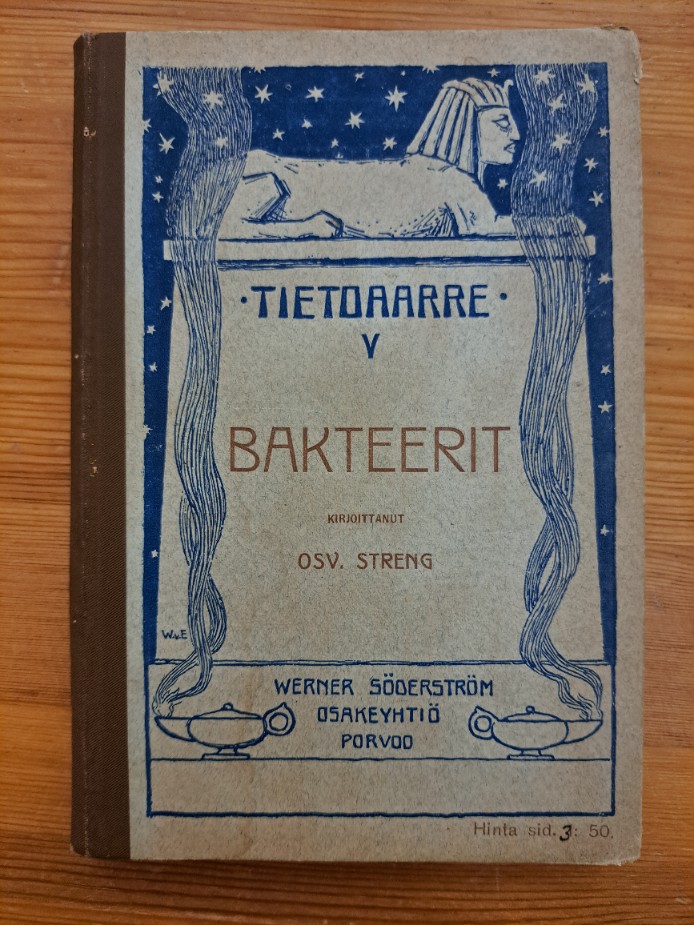 · TIETOAARRE ·
V
BAKTEERIT
KIRJOITTANUT
OSV. STRENG
W.v.E
WERNER SÖDERSTRÖM
OSAKEYHTIÖ
PORVOO
Hinta sid. 3: 50.